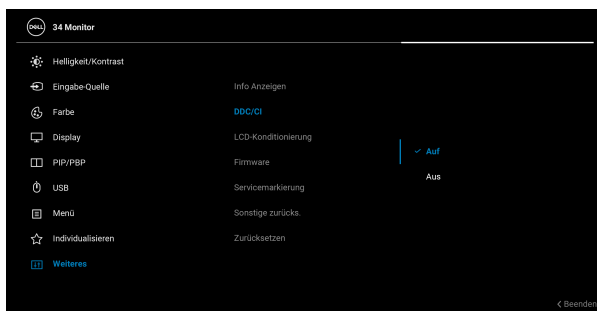 DELL 34 Monitor
Helligkeit/Kontrast
Eingabe-Quelle Info Anzeigen
Farbe DDC/CI
Display LCD-Konditionierung
Auf
PIP/PBP Firmware
Aus
USB Servicemarkierung
Menü Sonstige zurücks.
Individualisieren Zurücksetzen
Weiteres
Beenden